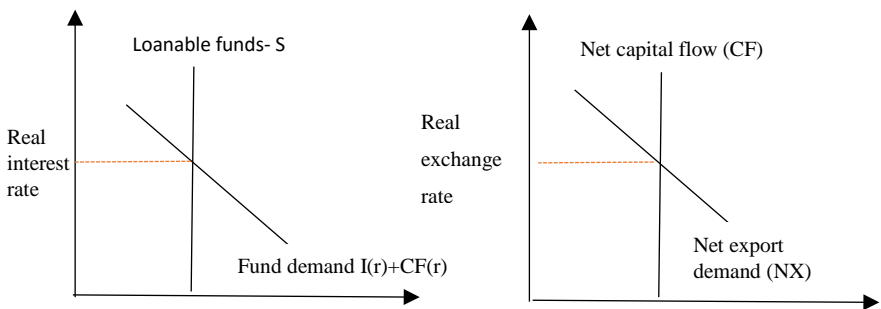 Loanable funds- S
Real
interest
rate
Fund demand I(r)+CF(r)
Net capital flow (CF)
Real
exchange
rate
Net export
demand (NX)